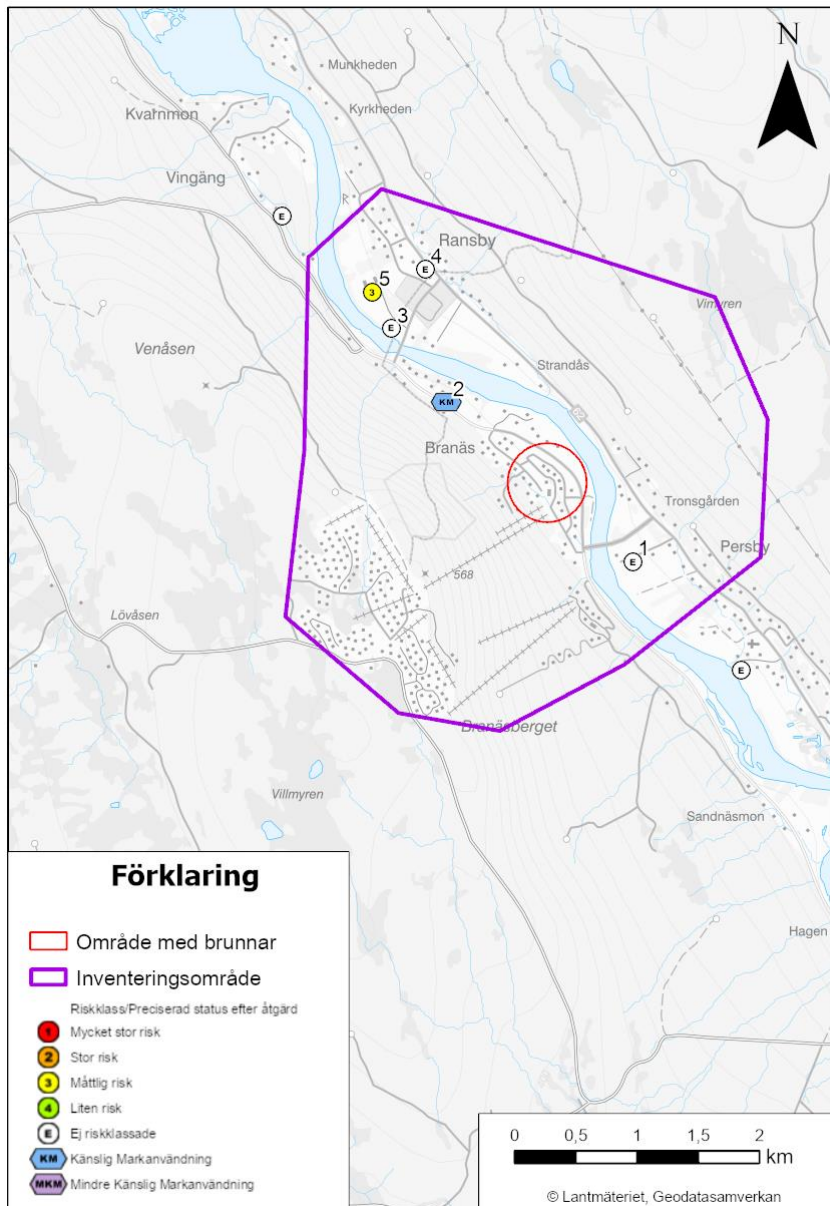 N
Munkheden
Kyrkheden
Kvarnmon
Vingäng
E
R
Ransby
4
E
5
3
3
E
Vimyren
Venåsen
Strandås
2
KM
62
Branäs
Tronsgården
Persby
1
E
568
Lövåsen
E
Branäsberget
Villmyren
Sandnäsmon
Hagen
Förklaring
Område med brunnar
Inventeringsområde
Riskklass/Preciserad status efter åtgärd
1 Mycket stor risk
2 Stor risk
3 Måttlig risk
4 Liten risk
E Ej riskklassade
KM Känslig Markanvändning
MKM Mindre Känslig Markanvändning
0 0,5 1 1,5 2
km
© Lantmäteriet, Geodatasamverkan